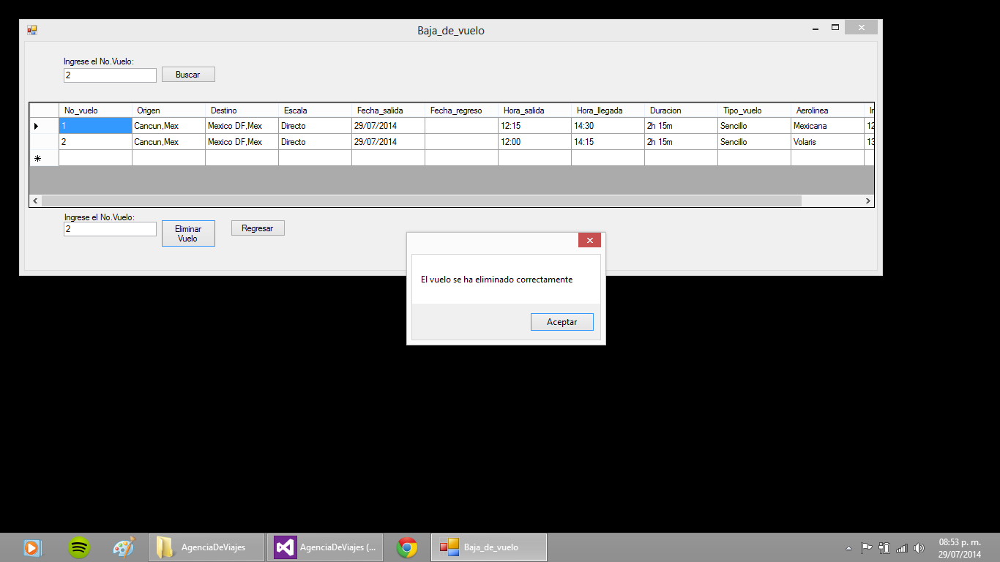 Baja_de_vuelo
Ingrese el No.Vuelo:
2 Buscar
No_vuelo Origen Destino Escala Fecha_salida Fecha_regreso Hora_salida Hora_llegada Duracion Tipo_vuelo Aerolinea
1 Cancun,Mex Mexico DF,Mex Directo 29/07/2014 12:15 14:30 2h 15m Sencillo Mexicana 12
2 Cancun,Mex Mexico DF,Mex Directo 29/07/2014 12:00 14:15 2h 15m Sencillo Volaris 13
Ingrese el No.Vuelo:
2 Eliminar Vuelo Regresar
El vuelo se ha eliminado correctamente
Aceptar
AgenciaDeViajes AgenciaDeViajes (... Baja_de_vuelo 08:53 p. m.
29/07/2014